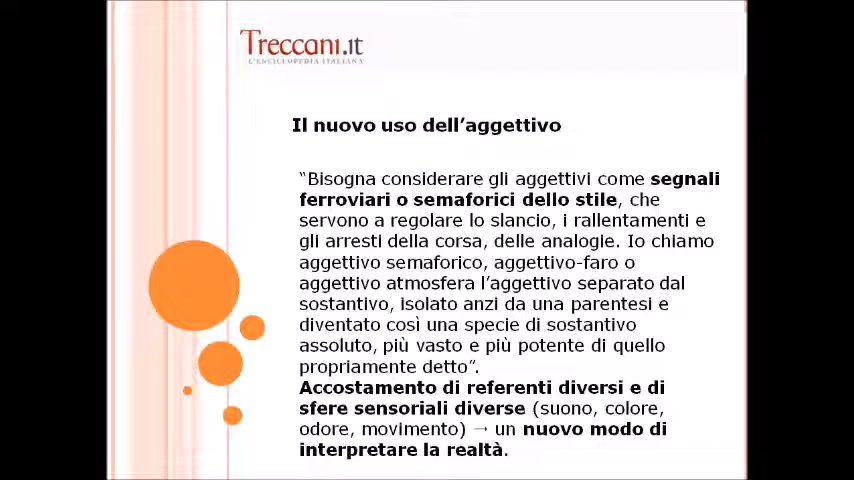 Treccani.it
L'ENCICLOPEDIA ITALIANA
Il nuovo uso dell'aggettivo
“Bisogna considerare gli aggettivi come segnali
ferroviari o semaforici dello stile, che
servono a regolare lo slancio, i rallentamenti e
gli arresti della corsa, delle analogie. Io chiamo
aggettivo semaforico, aggettivo-faro o
aggettivo atmosfera l'aggettivo separato dal
sostantivo, isolato anzi da una parentesi e
diventato così una specie di sostantivo
assoluto, più vasto e più potente di quello
propriamente detto”.
Accostamento di referenti diversi e di
sfere sensoriali diverse (suono, colore,
odore, movimento) → un nuovo modo di
interpretare la realtà.